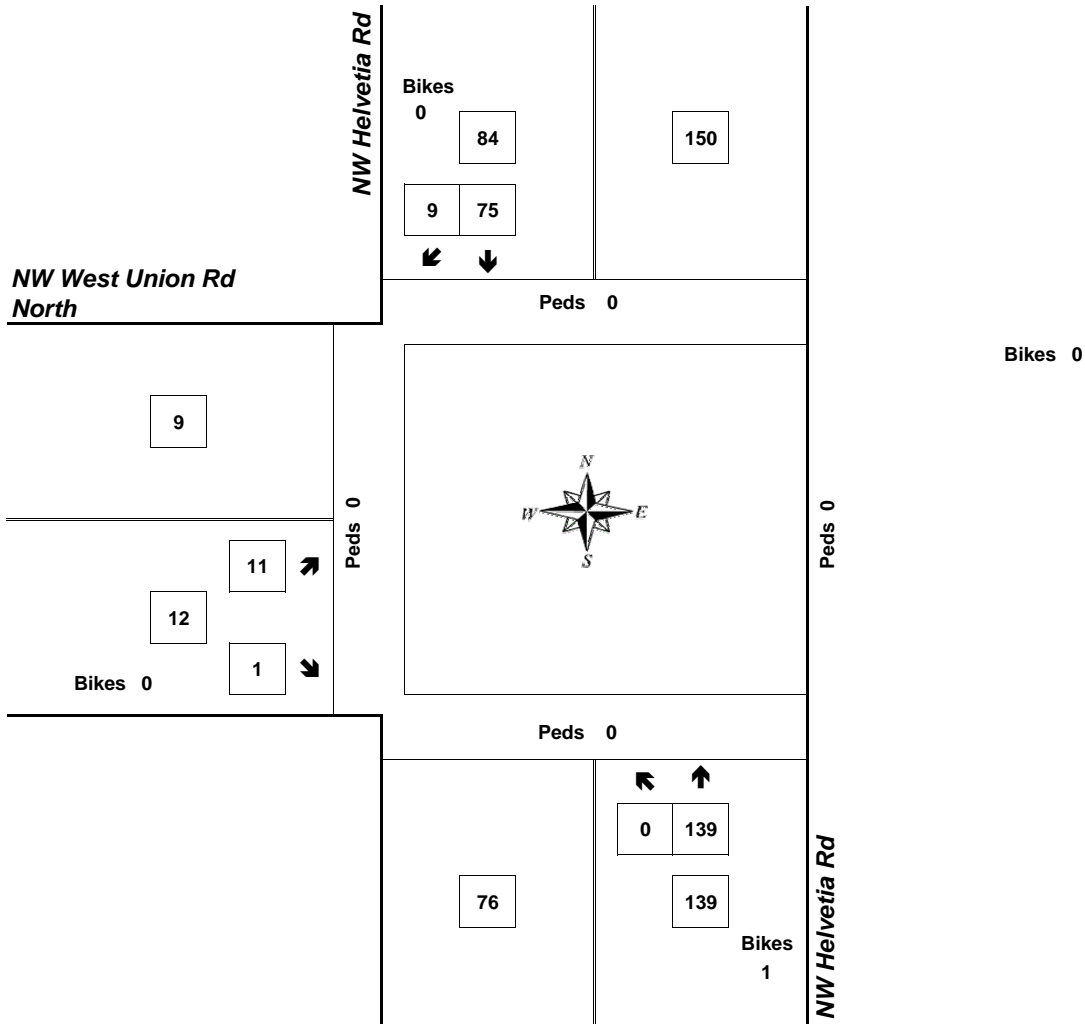 NW Helvetia Rd
Bikes
0
84
150
9 75
NW West Union Rd
North
Peds 0
Bikes 0
9
N
W E
S
Peds 0
Peds 0
11
12
1
Bikes 0
Peds 0
0 139
76
139
Bikes
1
NW Helvetia Rd